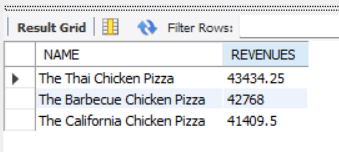 Result Grid Filter Rows:
NAME REVENUES
The Thai Chicken Pizza 43434.25
The Barbecue Chicken Pizza 42768
The California Chicken Pizza 41409.5